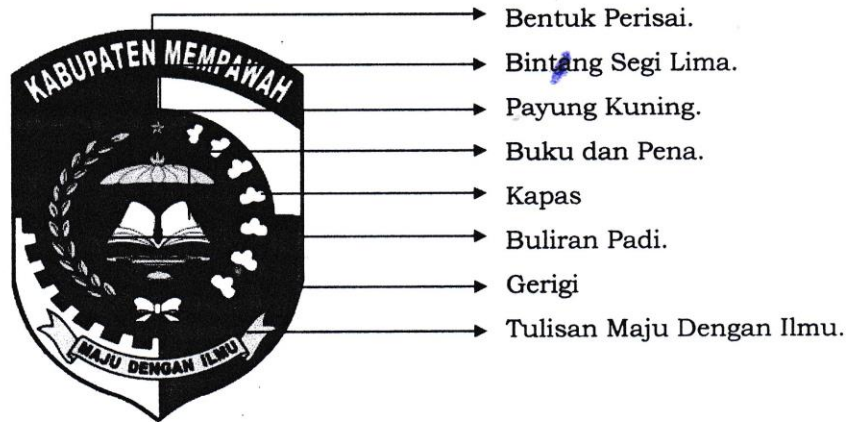 KABUPATEN MEMPAWAH
Bentuk Perisai.
Bintang Segi Lima.
Payung Kuning.
Buku dan Pena.
Kapas
Buliran Padi.
Gerigi
Tulisan Maju Dengan Ilmu.
MAJU DENGAN ILMU